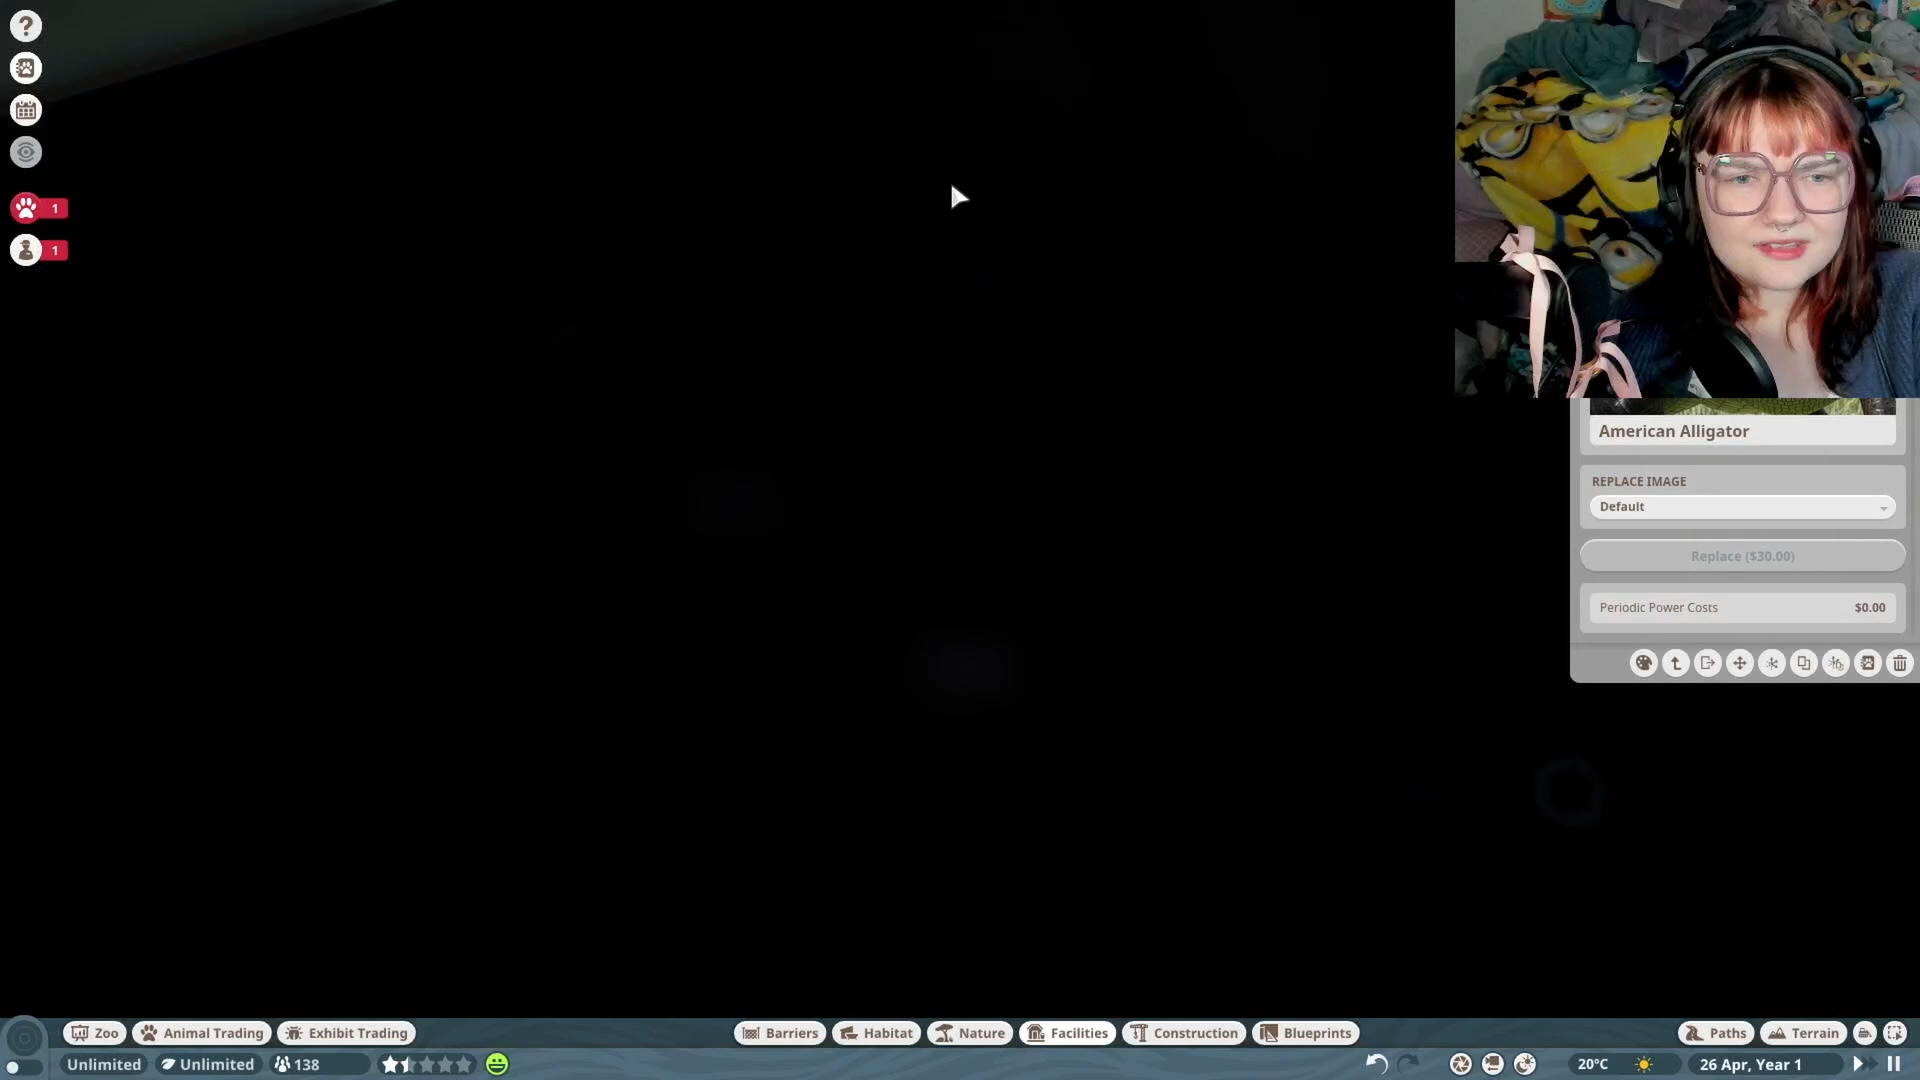 ?
1
1
American Alligator
REPLACE IMAGE
Default
Replace ($30.00)
Periodic Power Costs $0.00
Zoo Animal Trading Exhibit Trading Barriers Habitat Nature Facilities Construction Blueprints Paths Terrain
Unlimited Unlimited 138 20°C 26 Apr, Year 1